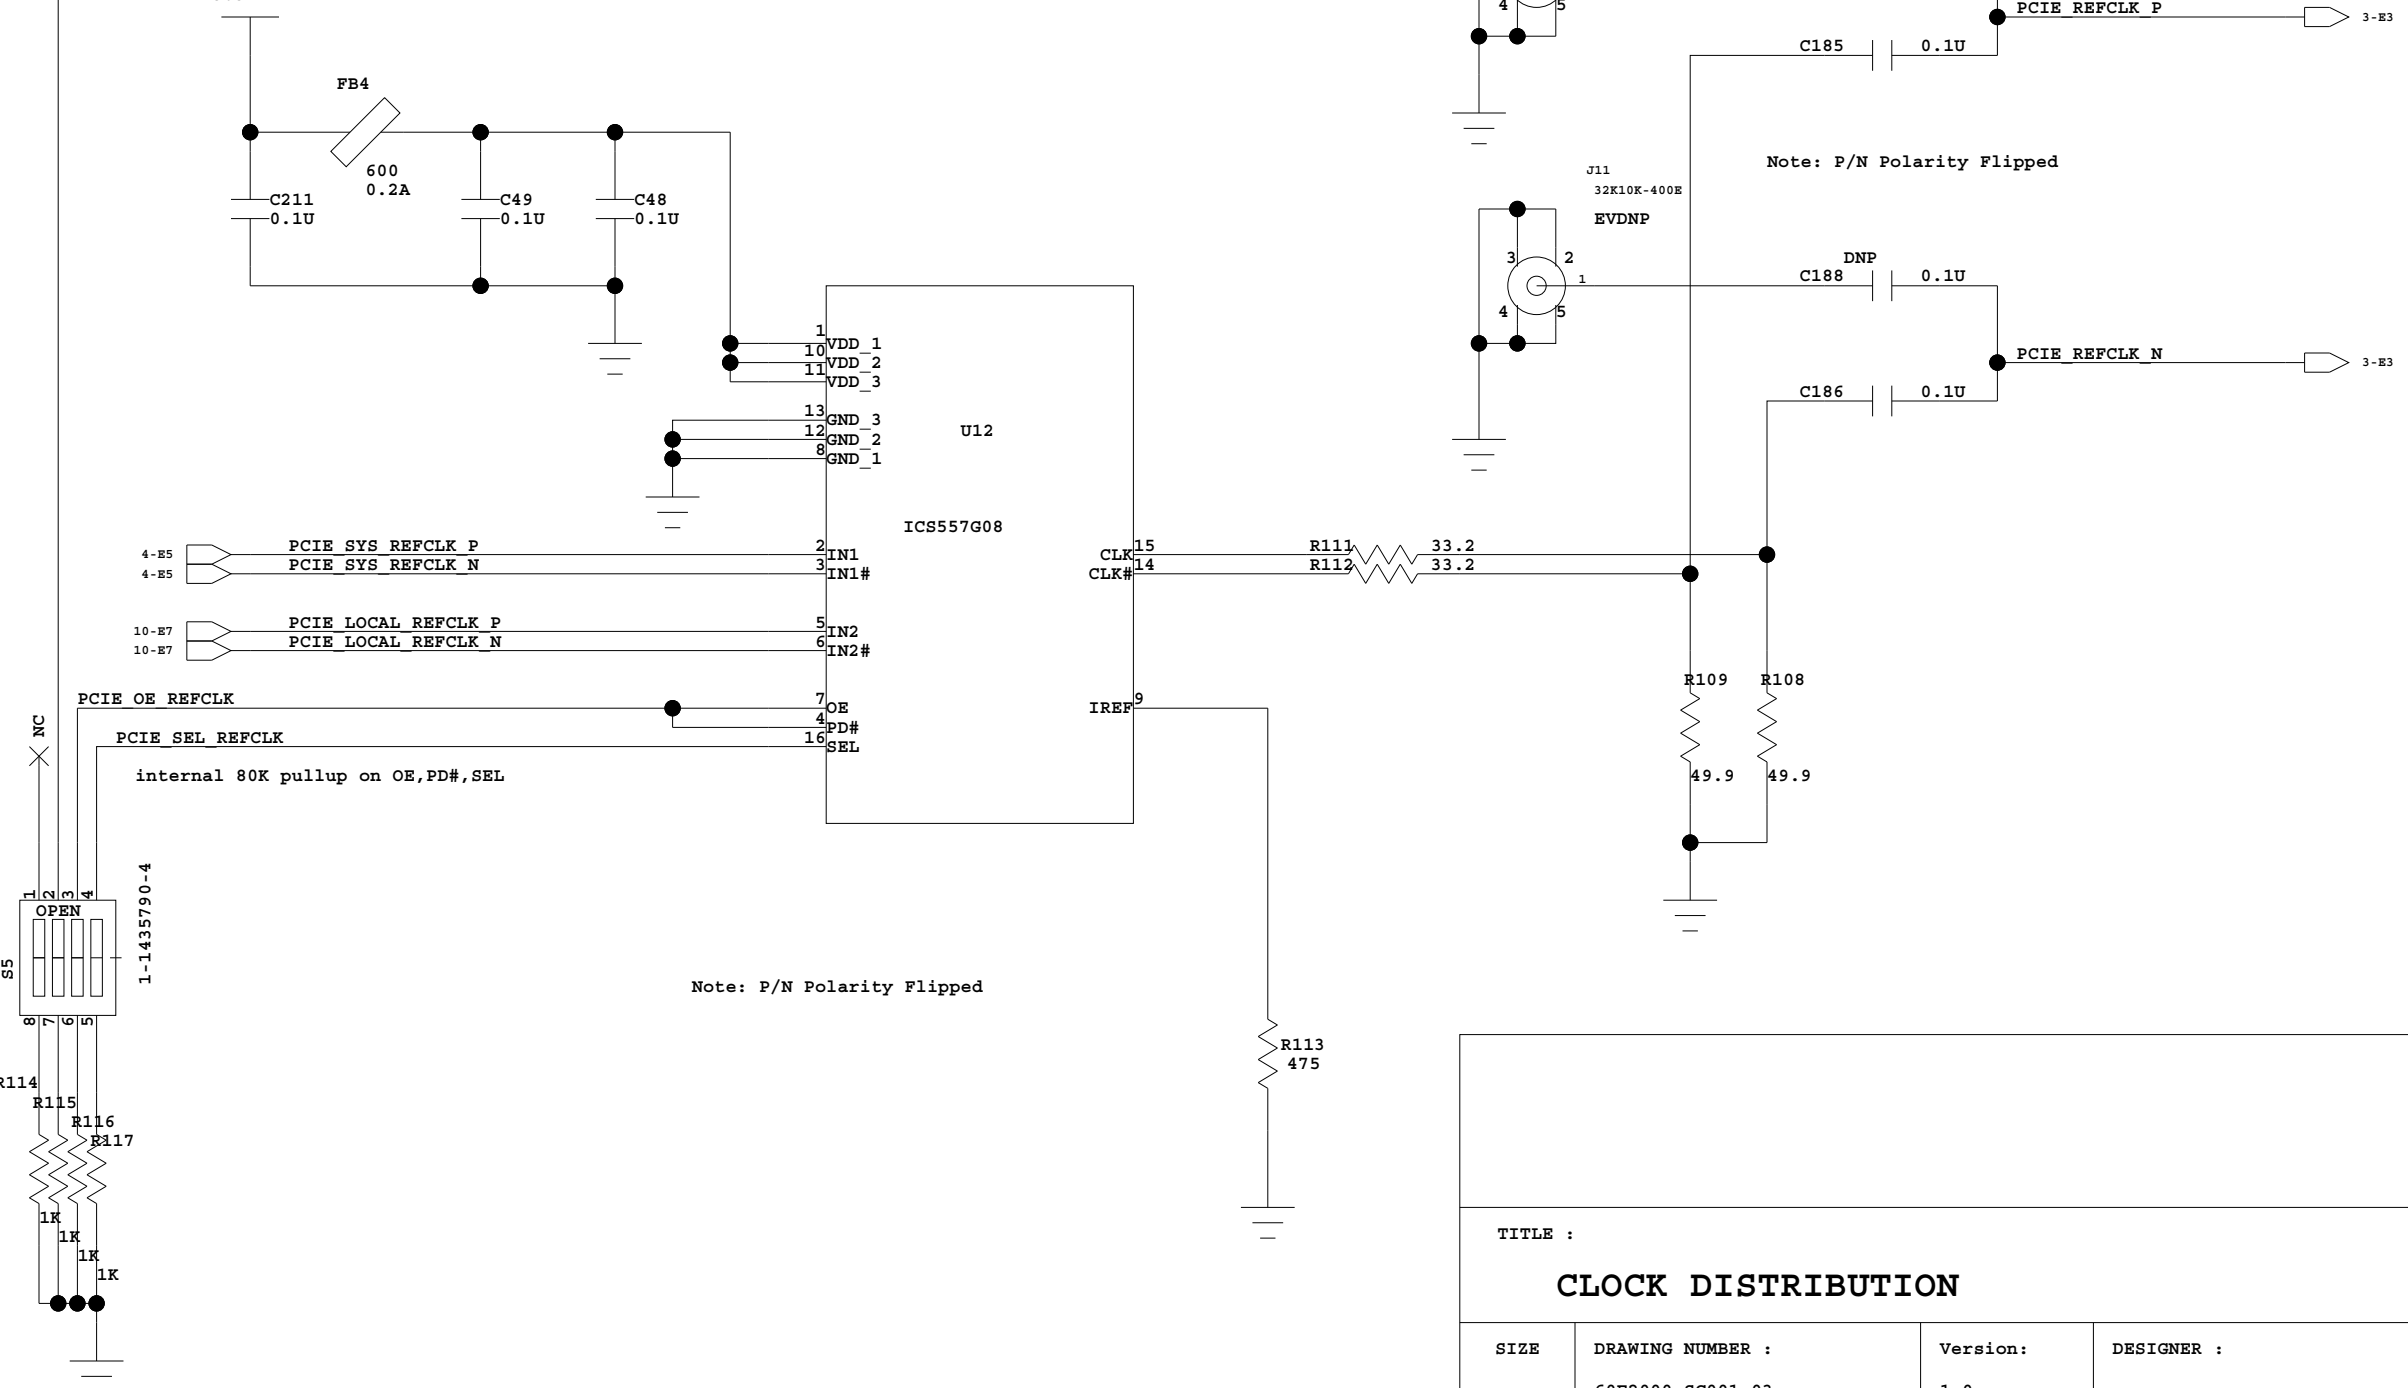 4 5
PCIE_REFCLK_P
3-E3
C185 0.1U
FB4
600
0.2A
C211
0.1U
C49
0.1U
C48
0.1U
Note: P/N Polarity Flipped
J11
32K10K-400E
EVDNP
3 2
1
4 5
DNP
C188 0.1U
PCIE_REFCLK_N
3-E3
C186 0.1U
1 VDD_1
10 VDD_2
11 VDD_3
13 GND_3
12 GND_2
8 GND_1
U12
ICS557G08
4-E5 PCIE_SYS_REFCLK_P 2 IN1
4-E5 PCIE_SYS_REFCLK_N 3 IN1#
CLK 15 R111 33.2
CLK# 14 R112 33.2
10-E7 PCIE_LOCAL_REFCLK_P 5 IN2
10-E7 PCIE_LOCAL_REFCLK_N 6 IN2#
PCIE_OE_REFCLK 7 OE
4 PD#
PCIE_SEL_REFCLK 16 SEL
IREF 9
R109 R108
49.9 49.9
NC
internal 80K pullup on OE,PD#,SEL
1 2 3 4
OPEN
1-1435790-4
S5
8 7 6 5
Note: P/N Polarity Flipped
R113
475
R114
R115
R116
R117
1K
1K
1K
1K
TITLE :
CLOCK DISTRIBUTION
SIZE DRAWING NUMBER : Version: DESIGNER :